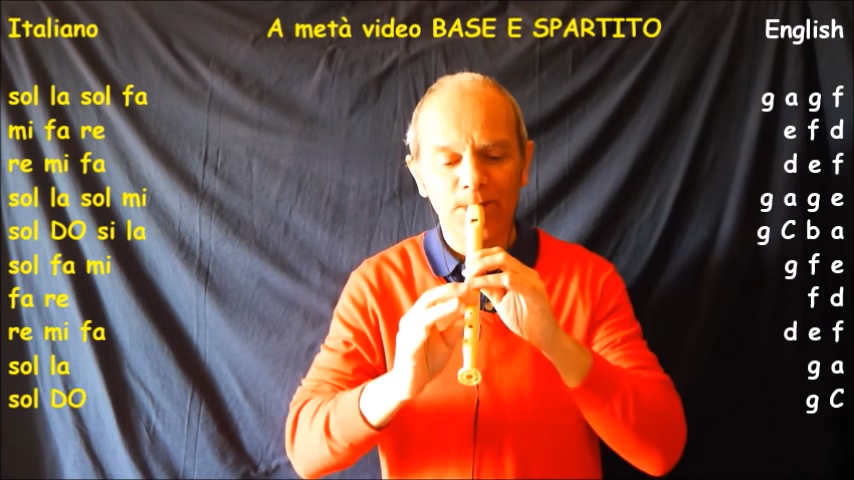 Italiano
A metà video BASE E SPARTITO
English
sol la sol fa
mi fa re
re mi fa
sol la sol mi
sol DO si la
sol fa mi
fa re
re mi fa
sol la
sol DO
g a g f
e f d
d e f
g a g e
g C b a
g f e
f d
d e f
g a
g C